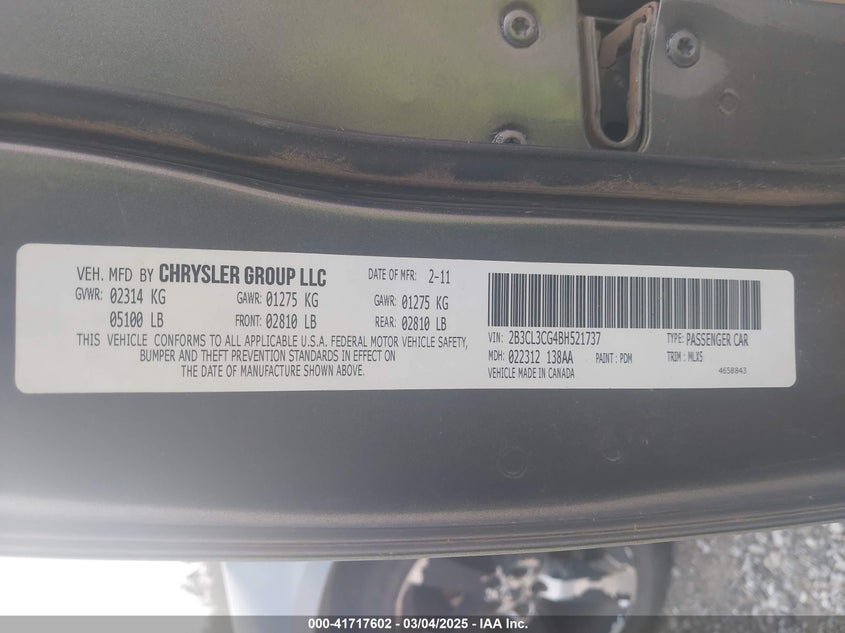 VEH. MFD BY CHRYSLER GROUP LLC DATE OF MFR: 2-11
GVWR: 02314 KG GAWR: 01275 KG GAWR: 01275 KG
05100 LB FRONT: 02810 LB REAR: 02810 LB
THIS VEHICLE CONFORMS TO ALL APPLICABLE U.S.A. FEDERAL MOTOR VEHICLE SAFETY,
BUMPER AND THEFT PREVENTION STANDARDS IN EFFECT ON
THE DATE OF MANUFACTURE SHOWN ABOVE.
VIN: 2B3CL3CG4BH521737 TYPE: PASSENGER CAR
MDH: 022312 138AA PAINT: PDM TRIM: MLX5
VEHICLE MADE IN CANADA 4658843
000-41717602 - 03/04/2025 - IAA Inc.